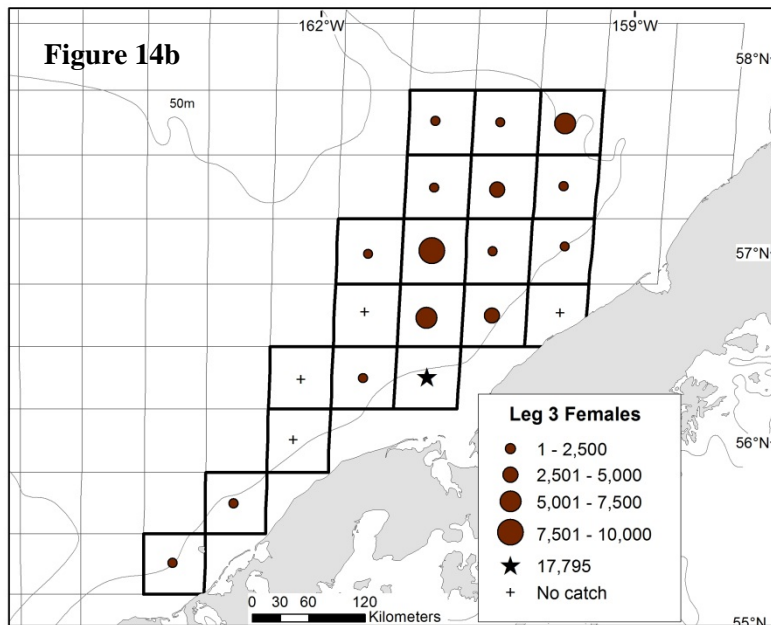 162°W 159°W
Figure 14b
58°N
50m
57°N
56°N
Leg 3 Females
1 - 2,500
2,501 - 5,000
5,001 - 7,500
7,501 - 10,000
17,795
No catch
0 30 60 120
Kilometers
55°N